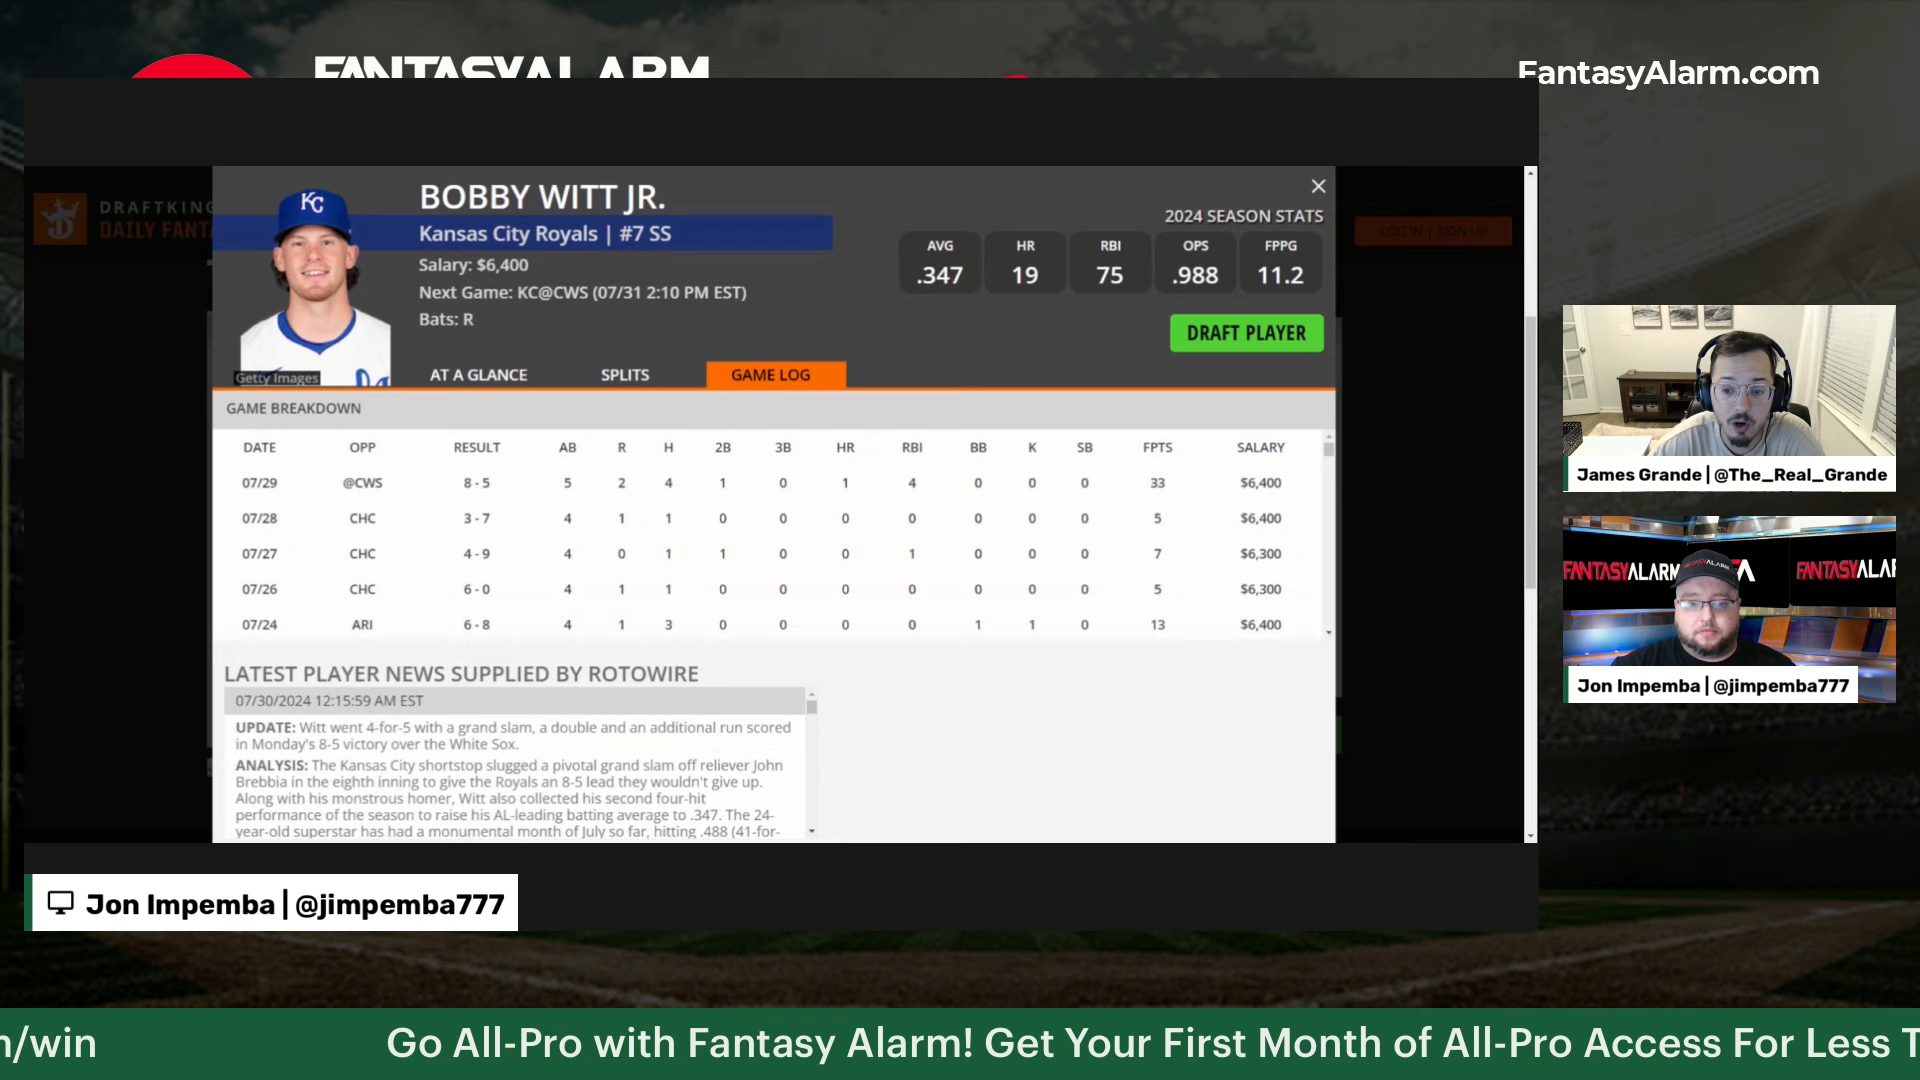 FANTASYALARM
FantasyAlarm.com
DRAFTKING
DAILY FANT
LOG IN | SIGN UP
KC
BOBBY WITT JR.
Kansas City Royals | #7 SS
Salary: $6,400
Next Game: KC@CWS (07/31 2:10 PM EST)
Bats: R
Getty Images
2024 SEASON STATS
AVG HR RBI OPS FPPG
.347 19 75 .988 11.2
DRAFT PLAYER
AT A GLANCE SPLITS GAME LOG
GAME BREAKDOWN
DATE OPP RESULT AB R H 2B 3B HR RBI BB K SB FPTS SALARY
07/29 @CWS 8 - 5 5 2 4 1 0 1 4 0 0 0 33 $6,400
07/28 CHC 3 - 7 4 1 1 0 0 0 0 0 0 0 5 $6,400
07/27 CHC 4 - 9 4 0 1 1 0 0 1 0 0 0 7 $6,300
07/26 CHC 6 - 0 4 1 1 0 0 0 0 0 0 0 5 $6,300
07/24 ARI 6 - 8 4 1 3 0 0 0 0 1 1 0 13 $6,400
LATEST PLAYER NEWS SUPPLIED BY ROTOWIRE
07/30/2024 12:15:59 AM EST
UPDATE: Witt went 4-for-5 with a grand slam, a double and an additional run scored
in Monday's 8-5 victory over the White Sox.
ANALYSIS: The Kansas City shortstop slugged a pivotal grand slam off reliever John
Brebbia in the eighth inning to give the Royals an 8-5 lead they wouldn't give up.
Along with his monstrous homer, Witt also collected his second four-hit
performance of the season to raise his AL-leading batting average to .347. The 24-
year-old superstar has had a monumental month of July so far, hitting .488 (41-for-
James Grande | @The_Real_Grande
FANTASYALARM FANTASYALAR
Jon Impemba | @jimpemba777
Jon Impemba | @jimpemba777
n/win Go All-Pro with Fantasy Alarm! Get Your First Month of All-Pro Access For Less T